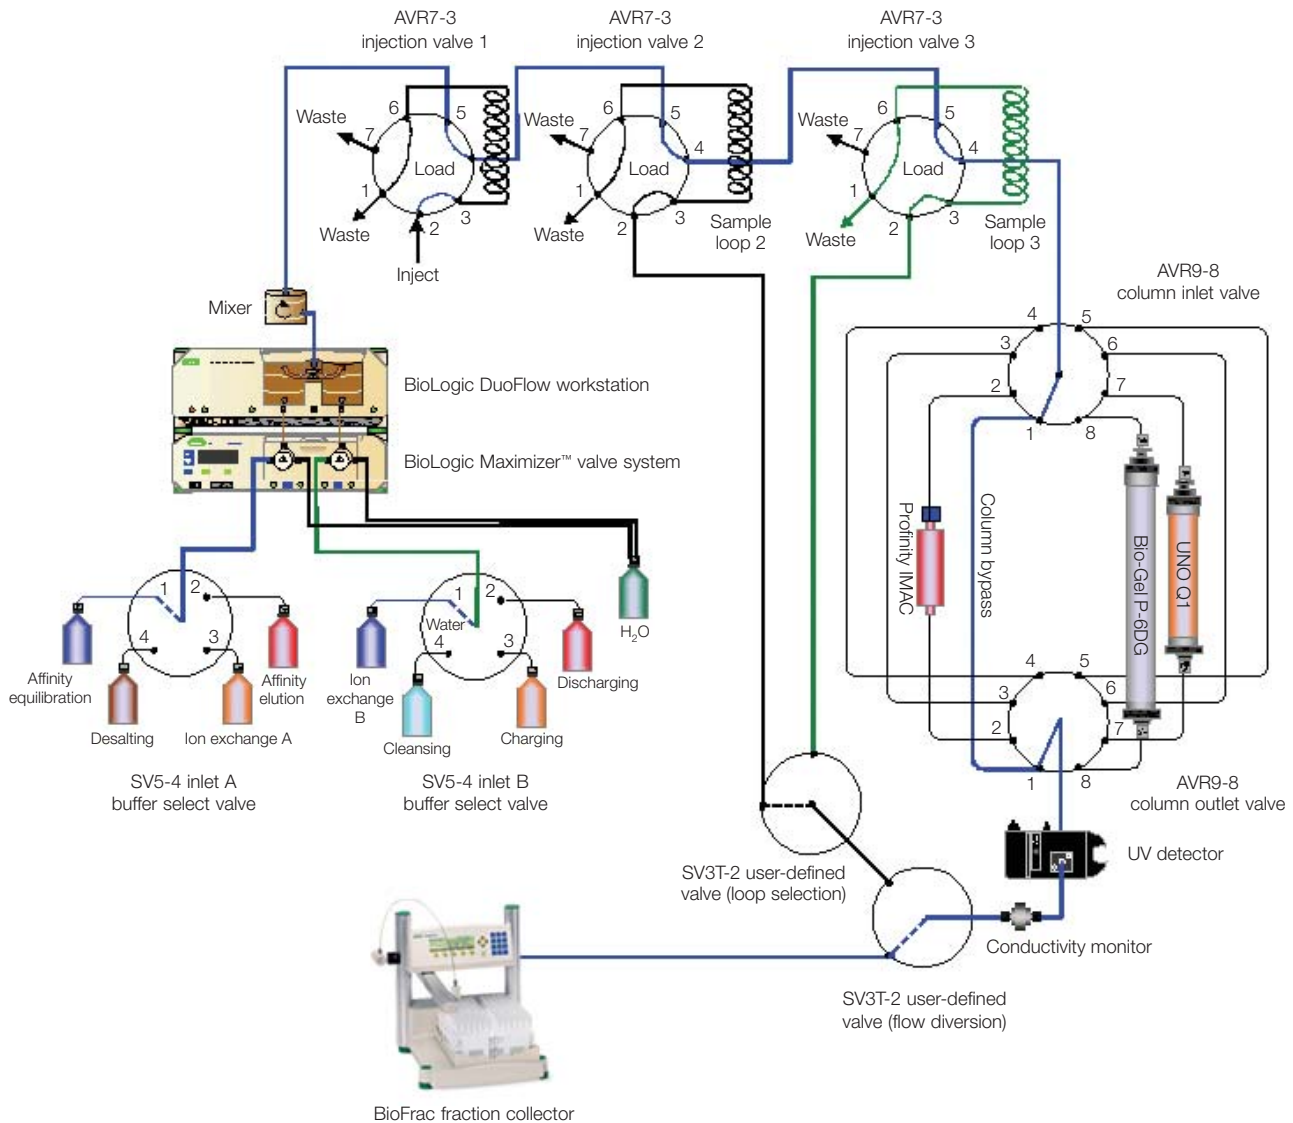 AVR7-3
injection valve 1
AVR7-3
injection valve 2
AVR7-3
injection valve 3
6
5
7
Waste
Load
1
3
2
Waste
Inject
6
5
4
7
Waste
Load
1
3
2
Waste
Sample
loop 2
6
5
4
7
Waste
Load
1
3
2
Waste
Sample
loop 3
Mixer
BioLogic DuoFlow workstation
BioLogic Maximizer™ valve system
AVR9-8
column inlet valve
4
5
3
6
2
7
1
8
Profinity IMAC
Column bypass
Bio-Gel P-6DG
UNO Q1
4
5
3
6
2
7
1
8
AVR9-8
column outlet valve
1
2
4
3
Affinity
equilibration
Desalting
Ion exchange A
Affinity
elution
SV5-4 inlet A
buffer select valve
1
2
Water
4
3
Ion
exchange
B
Cleansing
Charging
Discharging
H₂O
SV5-4 inlet B
buffer select valve
SV3T-2 user-defined
valve (loop selection)
UV detector
Conductivity monitor
SV3T-2 user-defined
valve (flow diversion)
BioFrac fraction collector